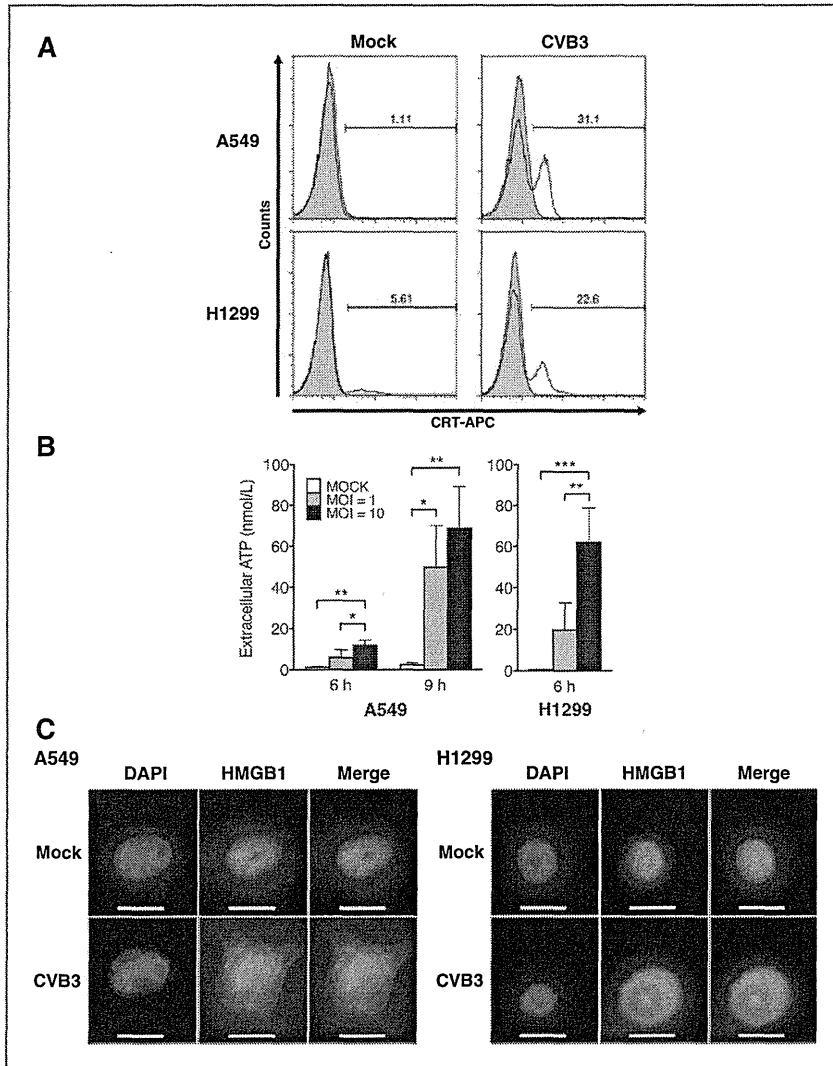 A
Mock CVB3
A549
1.11 31.1
Counts
H1299
5.61 23.6
CRT-APC
B
Extracellular ATP (nmol/L)
100 100
80 80
60 60
40 40
20 20
0 0
MOCK
MOI = 1
MOI = 10
** * ** * *** **
6 h 9 h 6 h
A549 H1299
C
A549 H1299
DAPI HMGB1 Merge DAPI HMGB1 Merge
Mock Mock
CVB3 CVB3